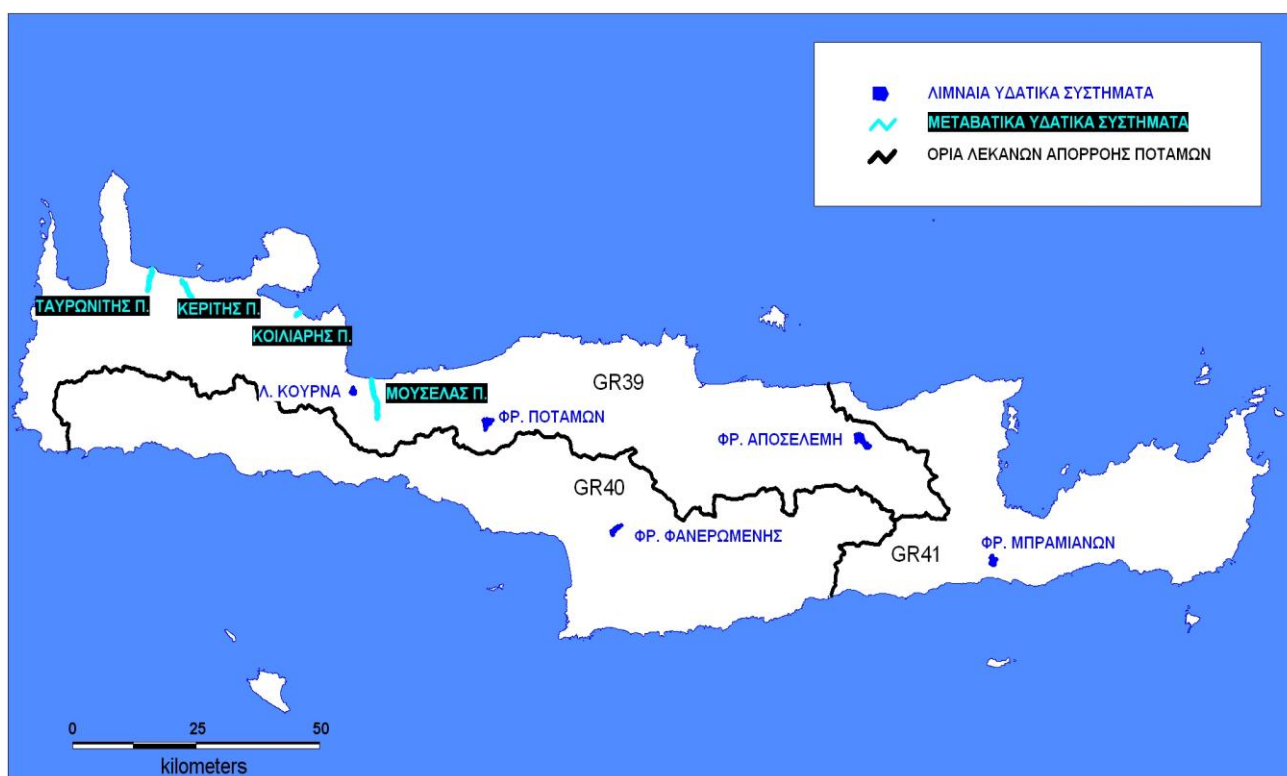 ΛΙΜΝΑΙΑ ΥΔΑΤΙΚΑ ΣΥΣΤΗΜΑΤΑ
ΜΕΤΑΒΑΤΙΚΑ ΥΔΑΤΙΚΑ ΣΥΣΤΗΜΑΤΑ
ΟΡΙΑ ΛΕΚΑΝΩΝ ΑΠΟΡΡΟΗΣ ΠΟΤΑΜΩΝ
ΤΑΥΡΩΝΙΤΗΣ Π.
ΚΕΡΙΤΗΣ Π.
ΚΟΙΛΙΑΡΗΣ Π.
Λ. ΚΟΥΡΝΑ
ΜΟΥΣΕΛΑΣ Π.
GR39
ΦΡ. ΠΟΤΑΜΩΝ
ΦΡ. ΑΠΟΣΕΛΕΜΗ
GR40
ΦΡ. ΦΑΝΕΡΩΜΕΝΗΣ
GR41
ΦΡ. ΜΠΡΑΜΙΑΝΩΝ
0 25 50
kilometers